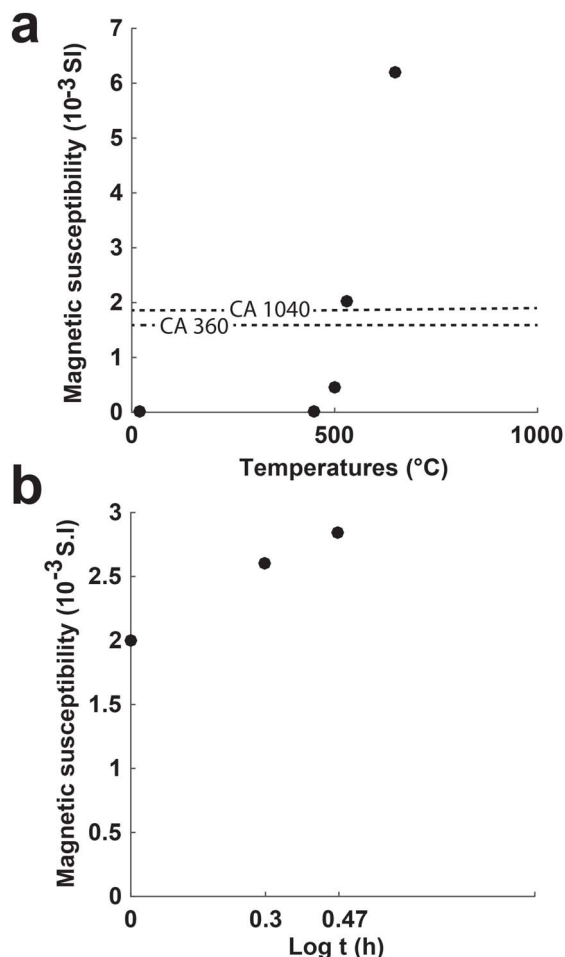 a
7
6
5
4
3
2
1
0
CA 1040
CA 360
0 500 1000
Temperatures (°C)
Magnetic susceptibility (10-3 SI)
b
3
2.5
2
1.5
1
0.5
0
0 0.3 0.47
Log t (h)
Magnetic susceptibility (10-3 S.I)